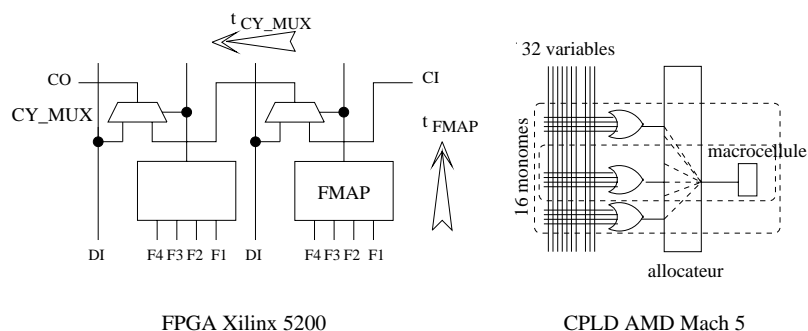 t CY_MUX
CO
CI
CY_MUX
t FMAP
FMAP
F4 F3 F2 F1
F4 F3 F2 F1
DI
DI
FPGA Xilinx 5200
32 variables
macrocellule
16 monomes
allocateur
CPLD AMD Mach 5